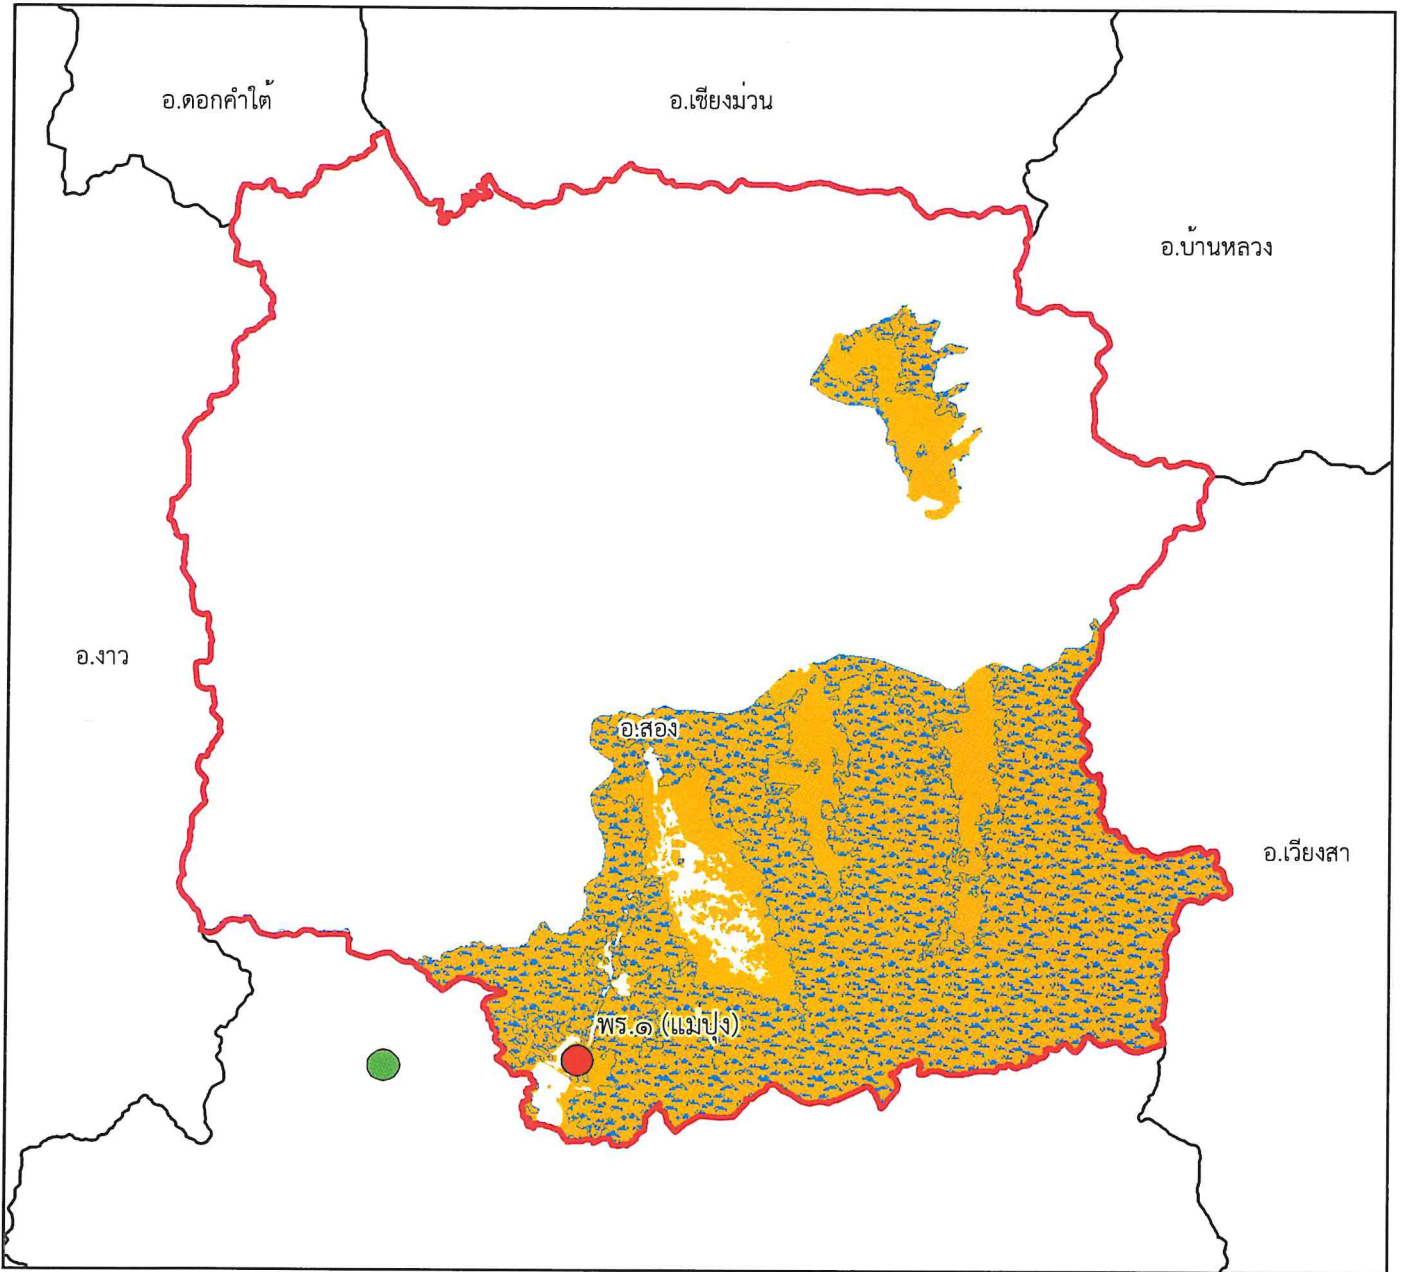 อ.ดอกคำใต้
อ.เชียงม่วน
อ.บ้านหลวง
อ.งาว
อ.สอง
อ.เวียงสา
พร.๑ (แม่ปุง)